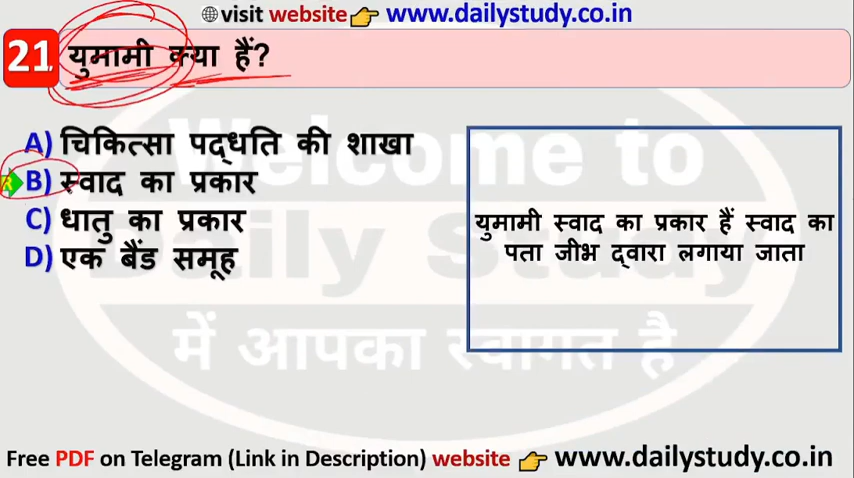 visit website 👉 www.dailystudy.co.in
21 युमामी क्या हैं?
A) चिकित्सा पद्धति की शाखा
B) स्वाद का प्रकार
C) धातु का प्रकार
D) एक बैंड समूह
युमामी स्वाद का प्रकार हैं स्वाद का
पता जीभ द्वारा लगाया जाता
Welcome to
Daily Study
में आपका स्वागत है
Free PDF on Telegram (Link in Description) website 👉 www.dailystudy.co.in